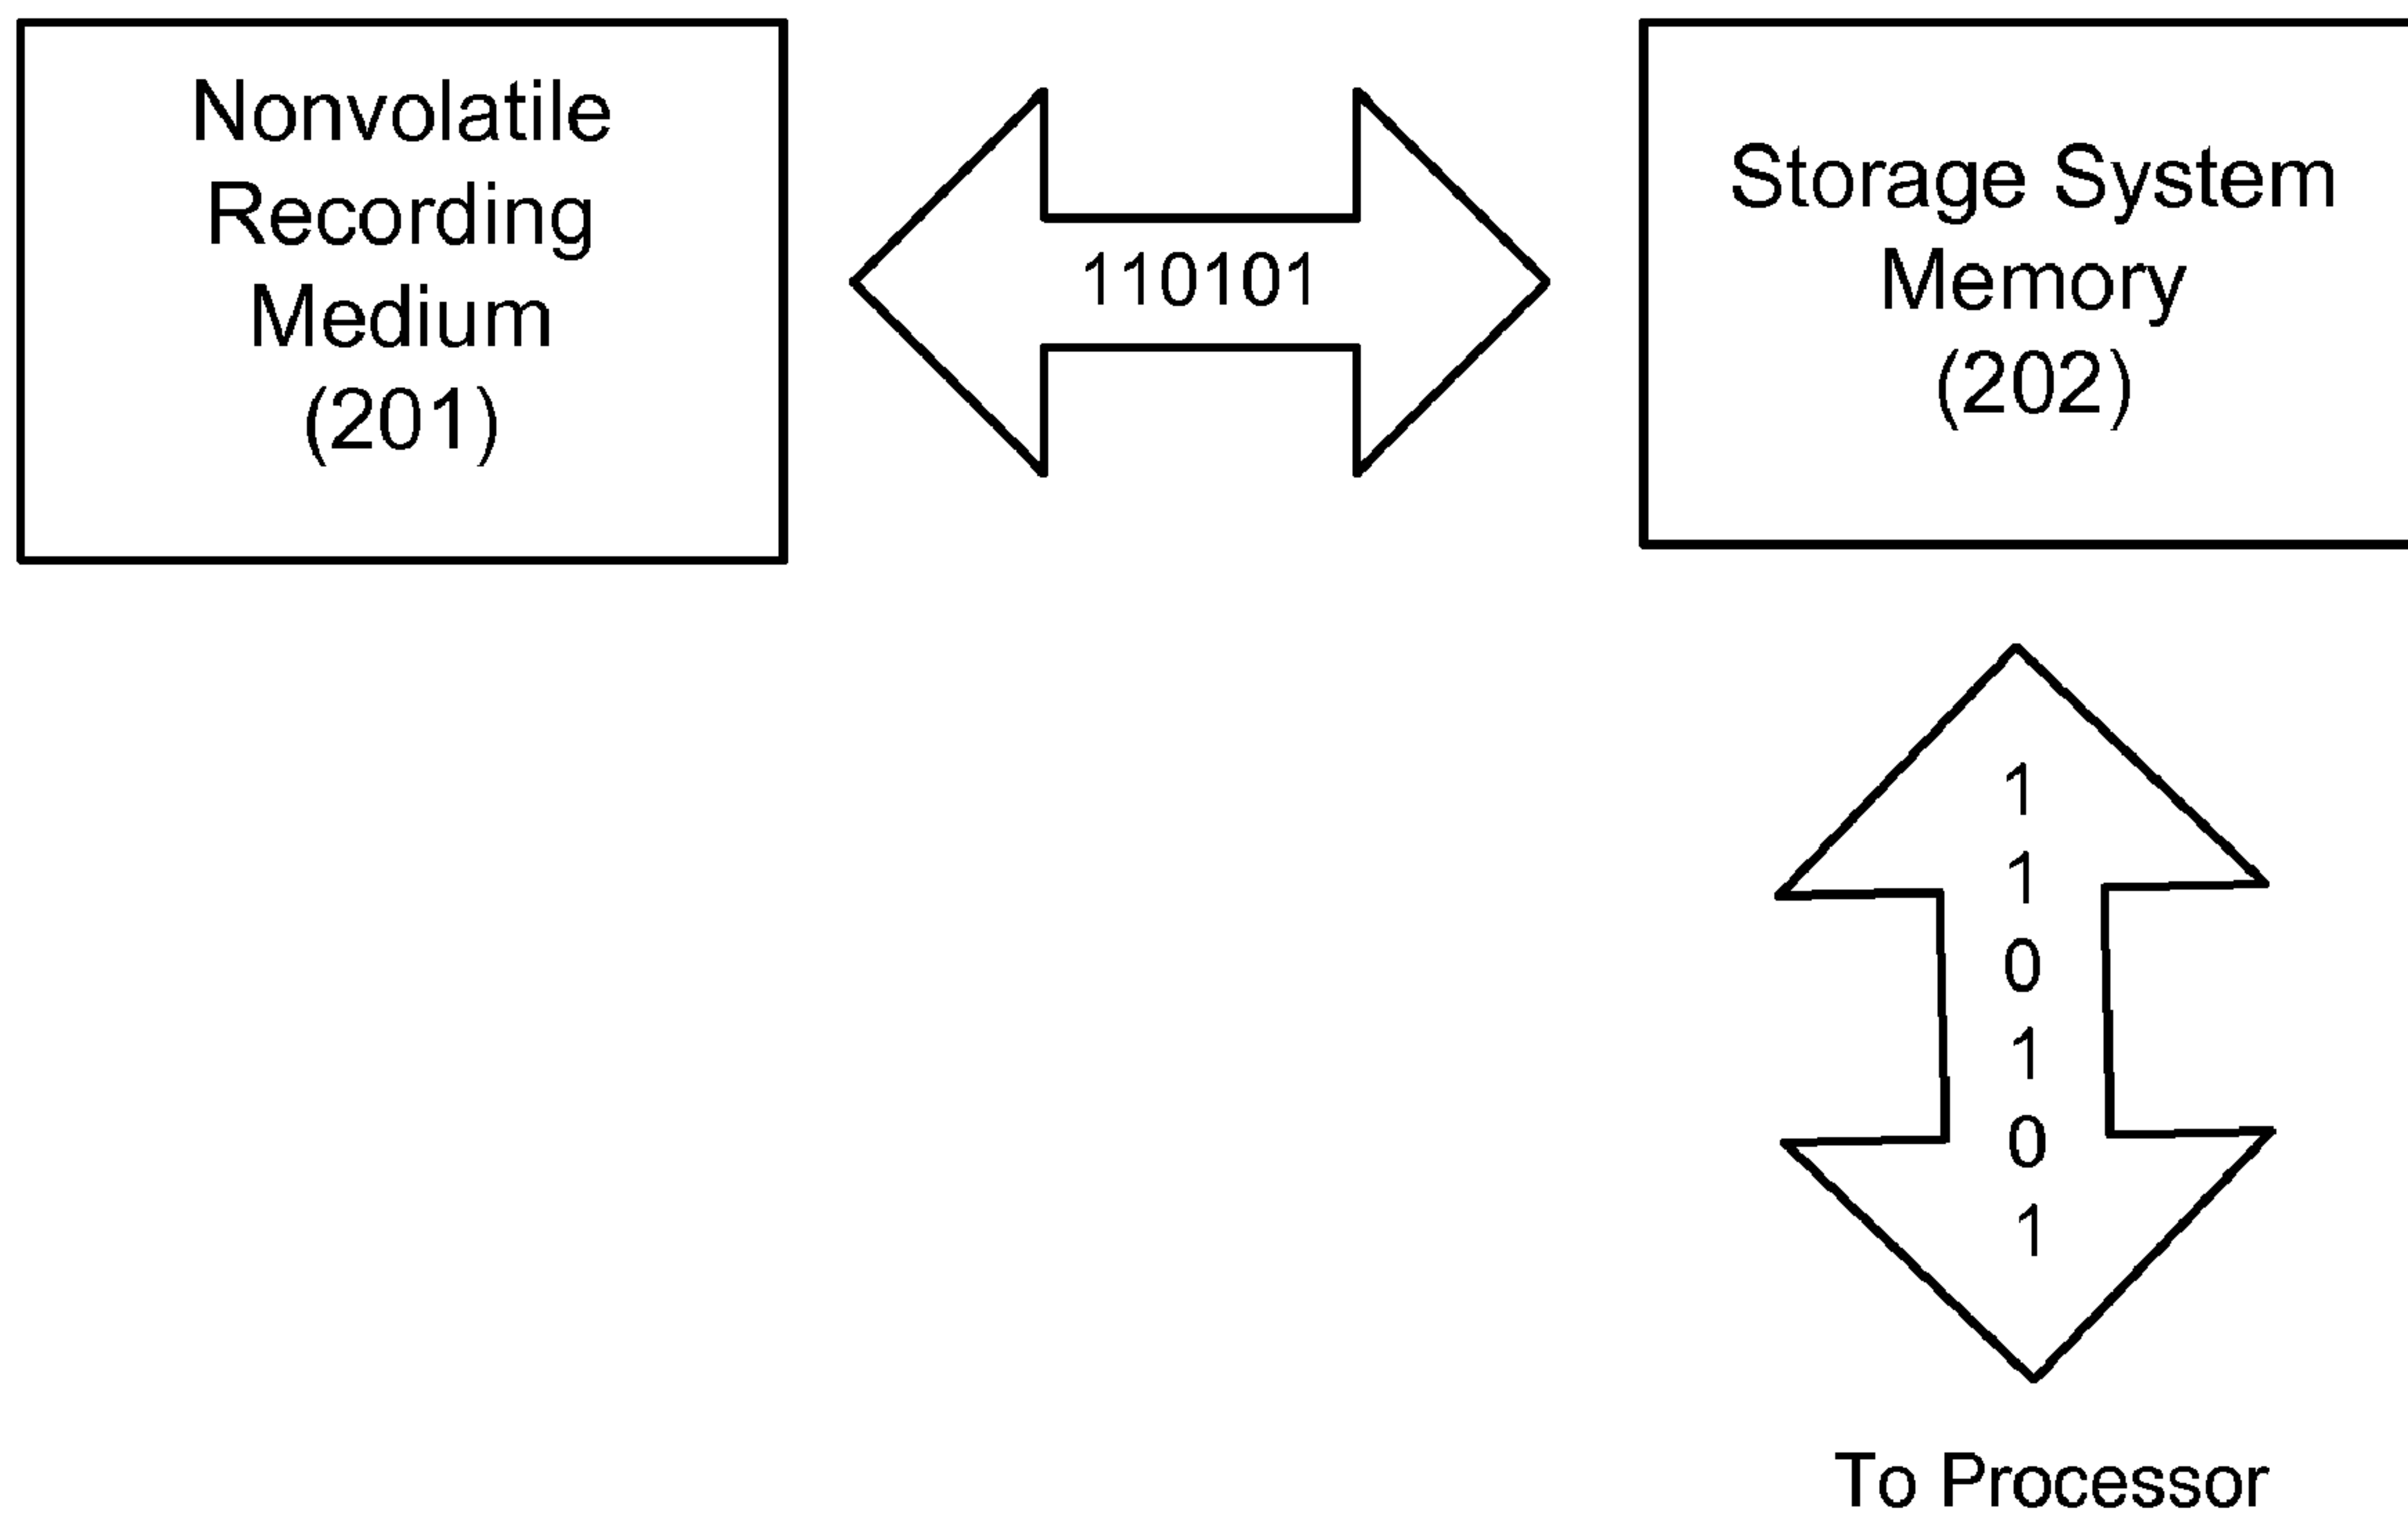 Nonvolatile
Recording
Medium
(201)
110101
Storage System
Memory
(202)
1
1
0
1
0
1
To Processor